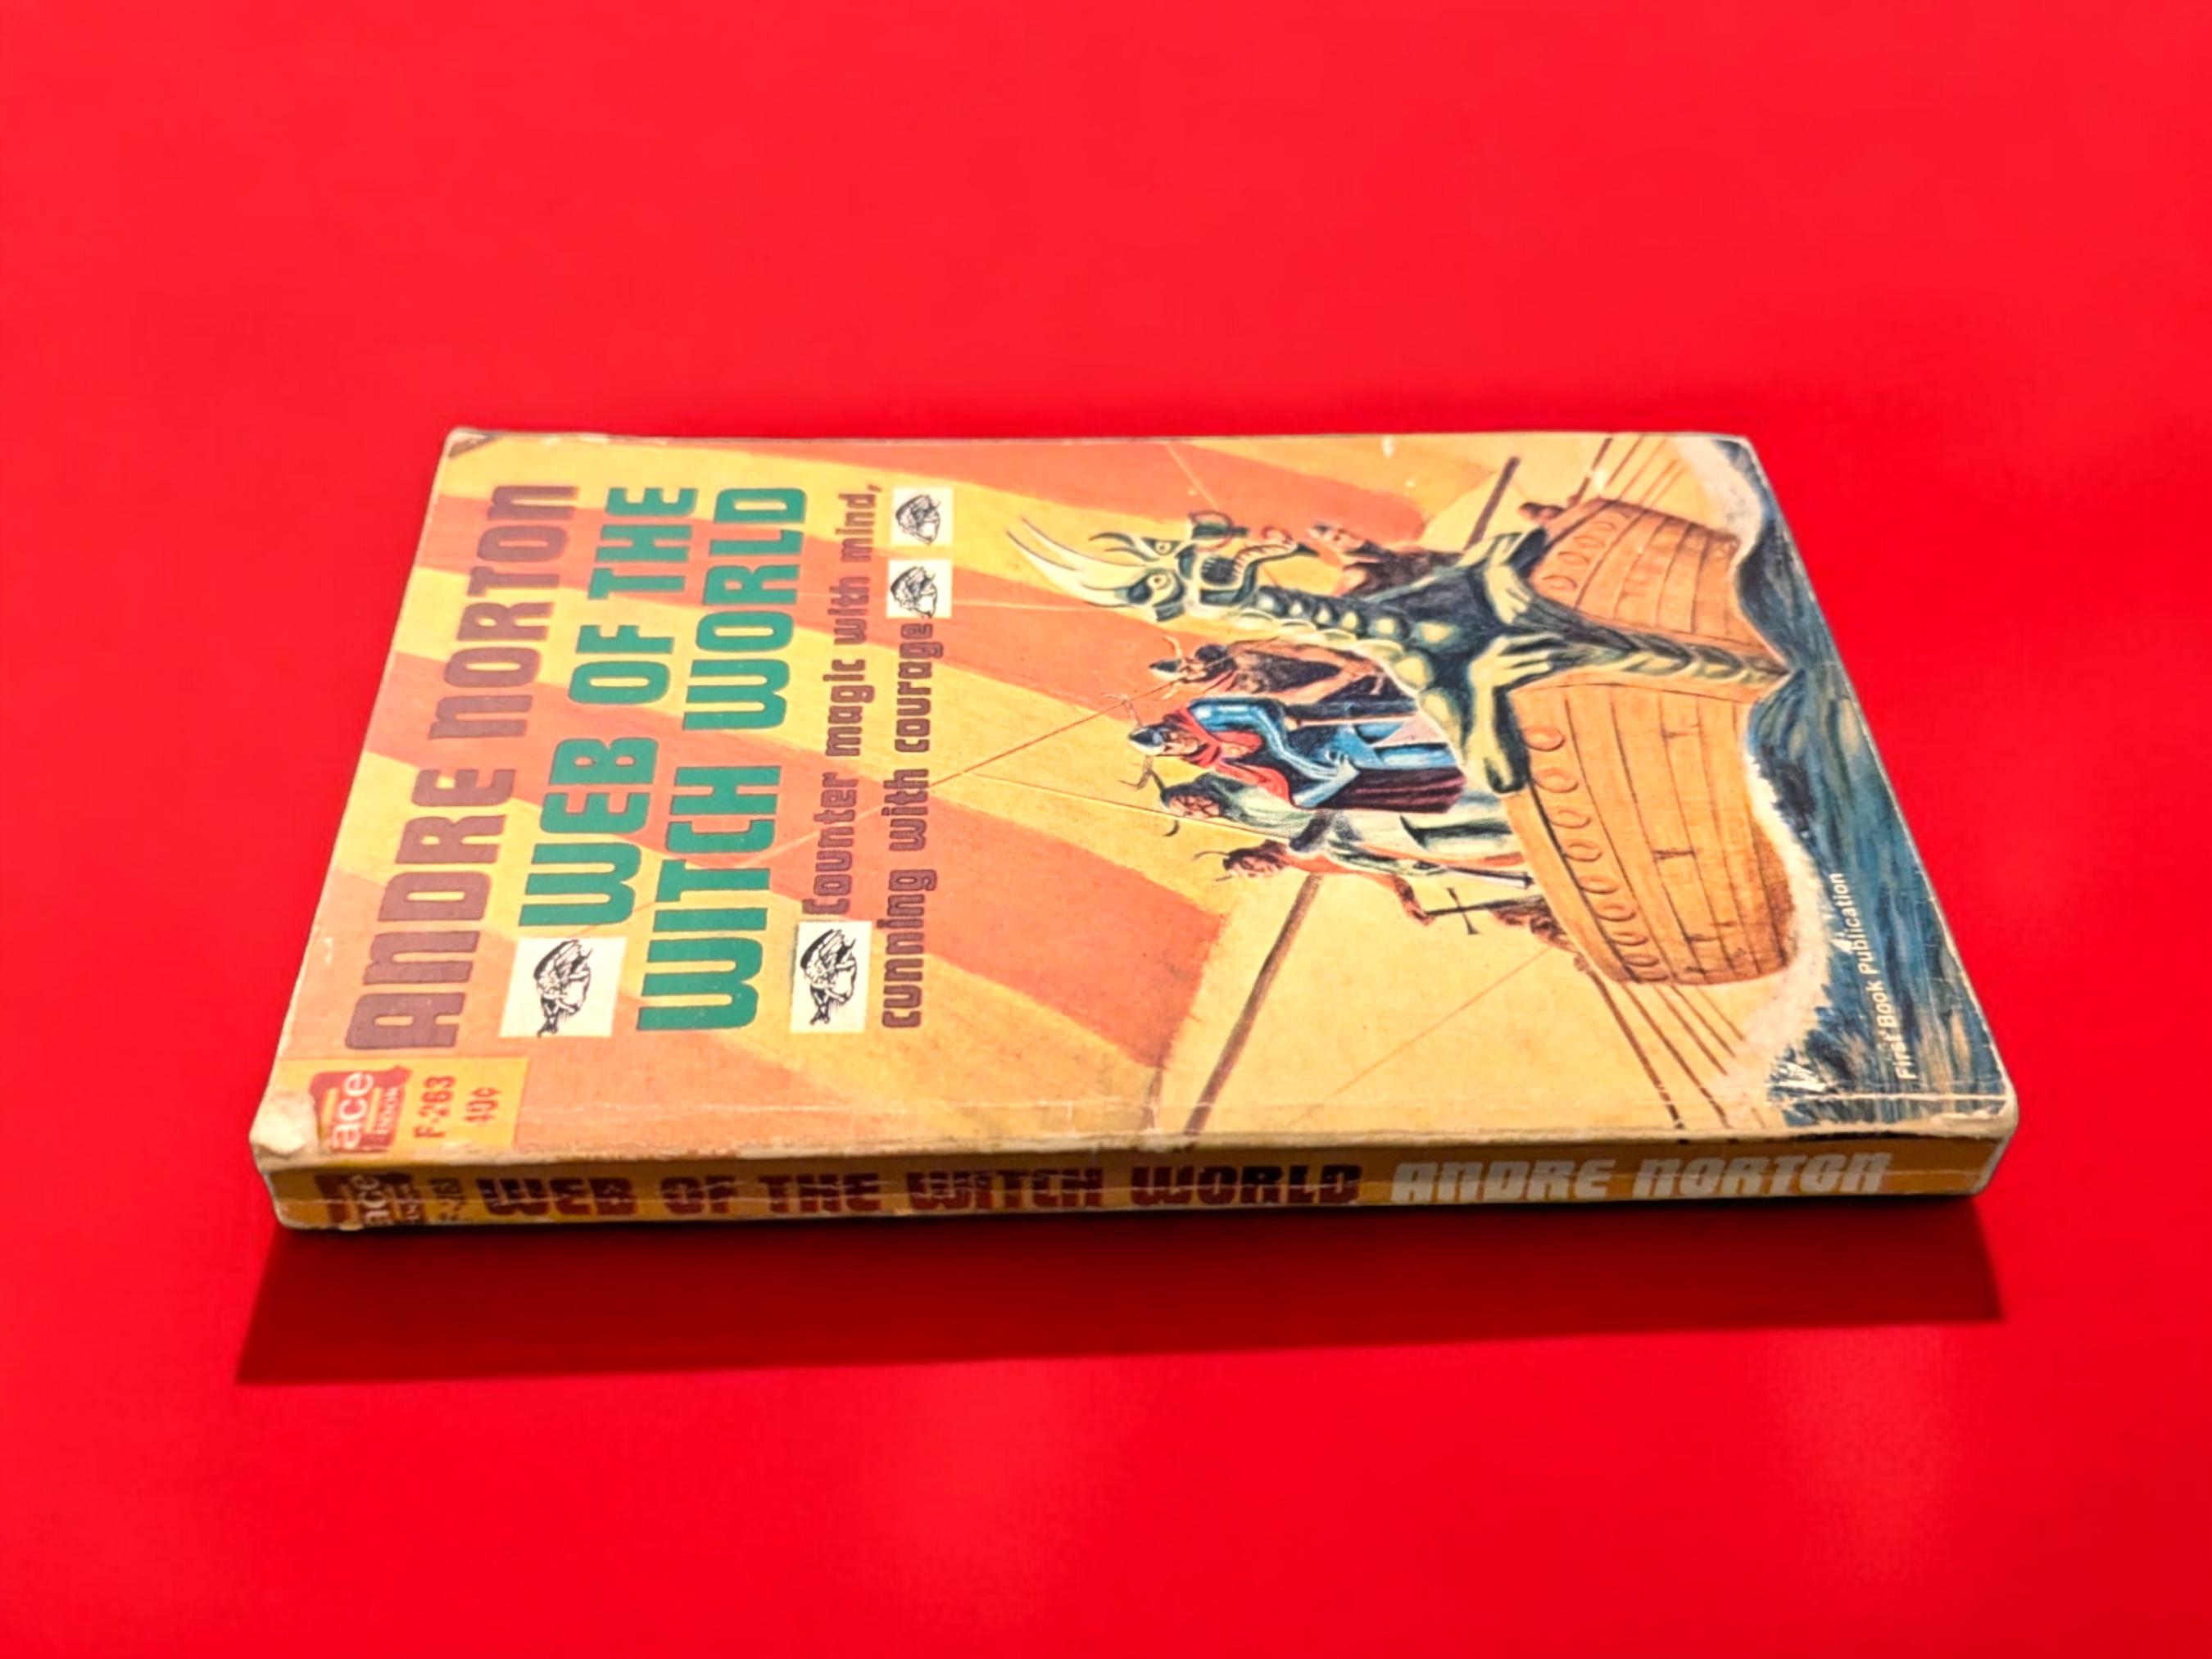 ace
BOOK
F-263
40¢
ANDRE NORTON
WEB OF THE
WITCH WORLD
Counter magic with mind,
cunning with courage.
First Book Publication
ace
WEB OF THE WITCH WORLD ANDRE NORTON